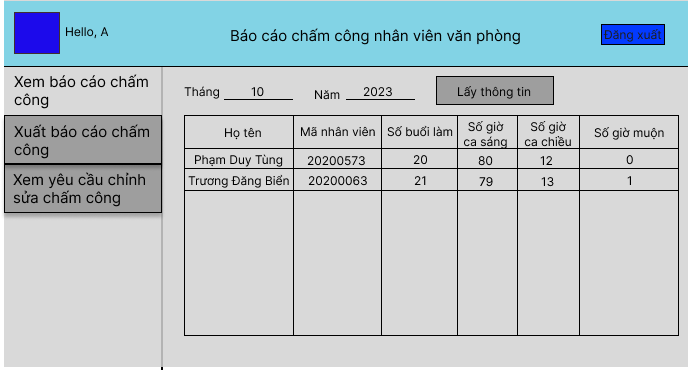 Hello, A
Báo cáo chấm công nhân viên văn phòng
Đăng xuất
Xem báo cáo chấm
công
Xuất báo cáo chấm
công
Xem yêu cầu chỉnh
sửa chấm công
Tháng 10 Năm 2023 Lấy thông tin
Họ tên Mã nhân viên Số buổi làm Số giờ ca sáng Số giờ ca chiều Số giờ muộn
Phạm Duy Tùng 20200573 20 80 12 0
Trương Đăng Biển 20200063 21 79 13 1